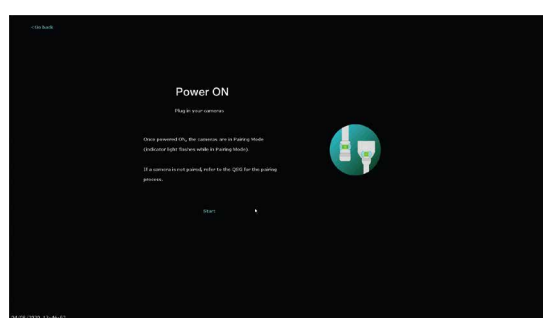 < Go back
Power ON
Plug in your cameras
Once powered ON, the cameras are in Pairing Mode
(Indicator light flashes while in Pairing Mode)
If a camera is not paired, refer to the QSG for the pairing
process.
Start